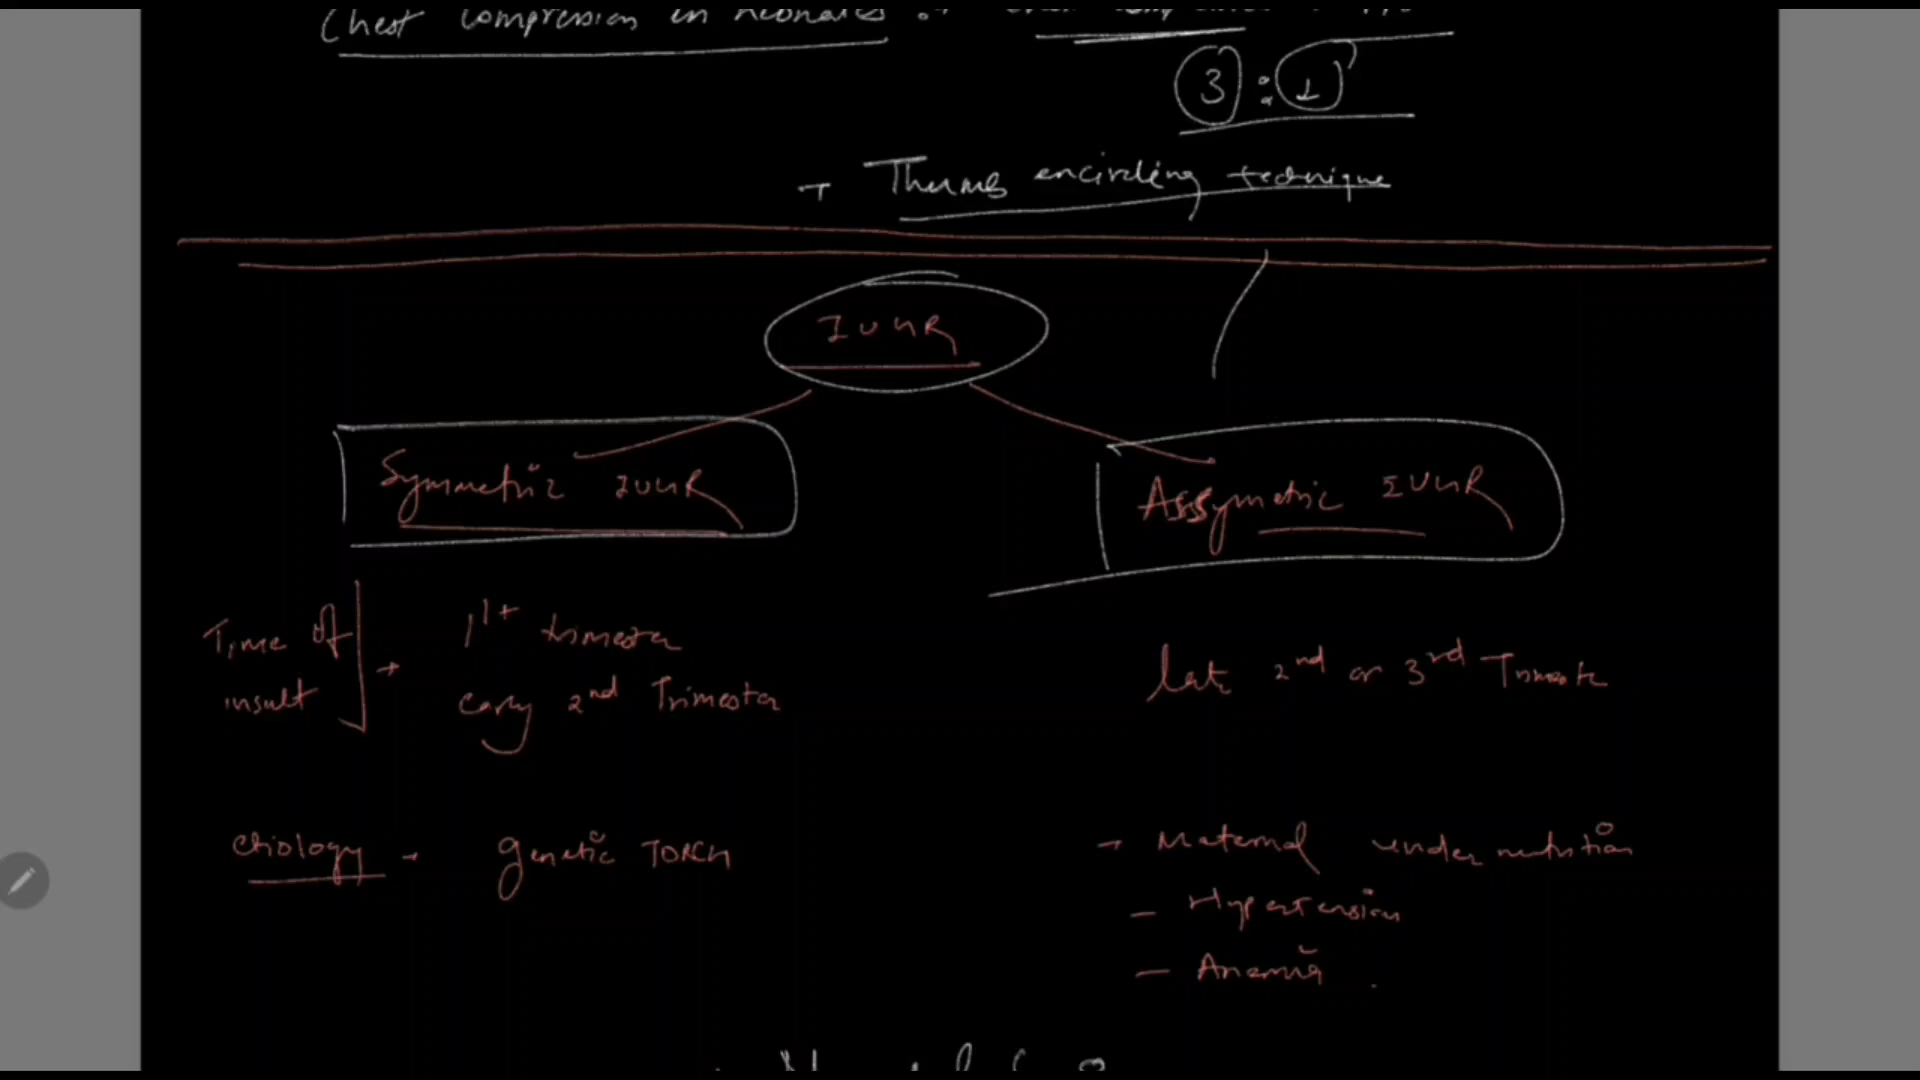 Chest compression in Neonates
3 : 1
→ Thumb encircling technique
IUGR
Symmetric IUGR
Assymetric IUGR
Time of insult → 1st trimester
early 2nd Trimester
late 2nd or 3rd Trimester
etiology - genetic TORCH
- Maternal under nutrition
- Hypertension
- Anemia